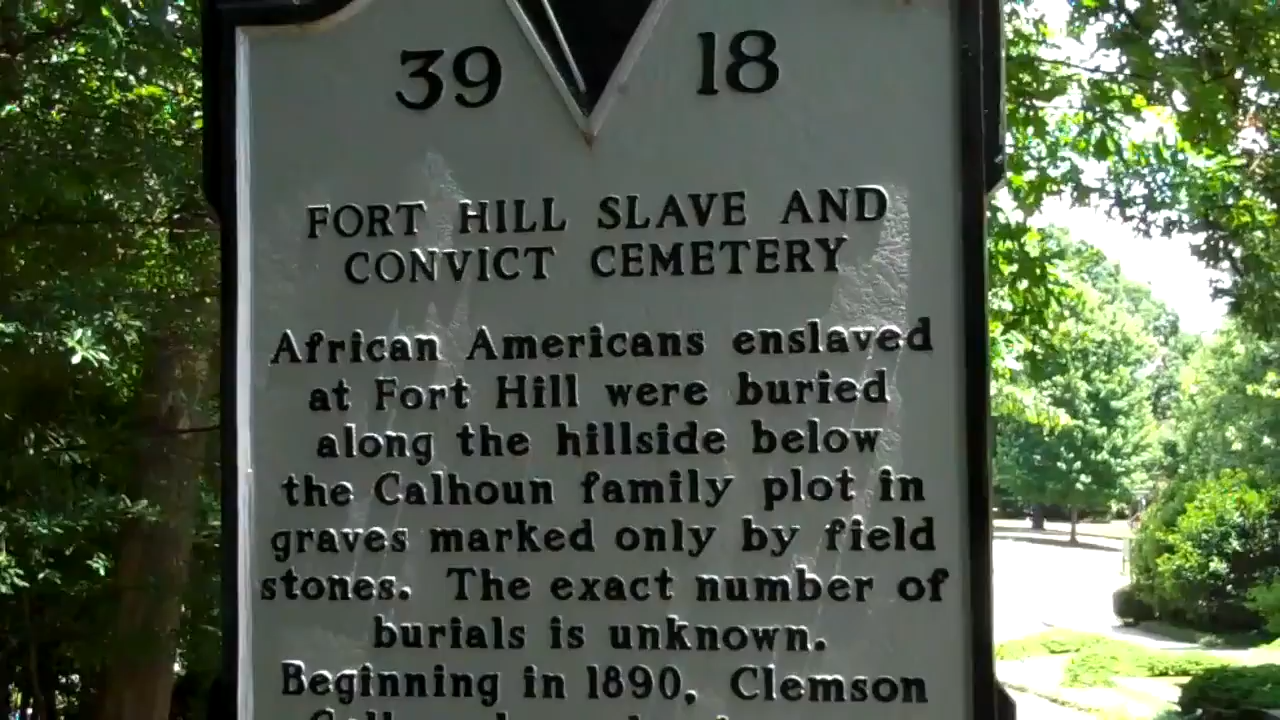 39 18
FORT HILL SLAVE AND
CONVICT CEMETERY
African Americans enslaved
at Fort Hill were buried
along the hillside below
the Calhoun family plot in
graves marked only by field
stones. The exact number of
burials is unknown.
Beginning in 1890, Clemson